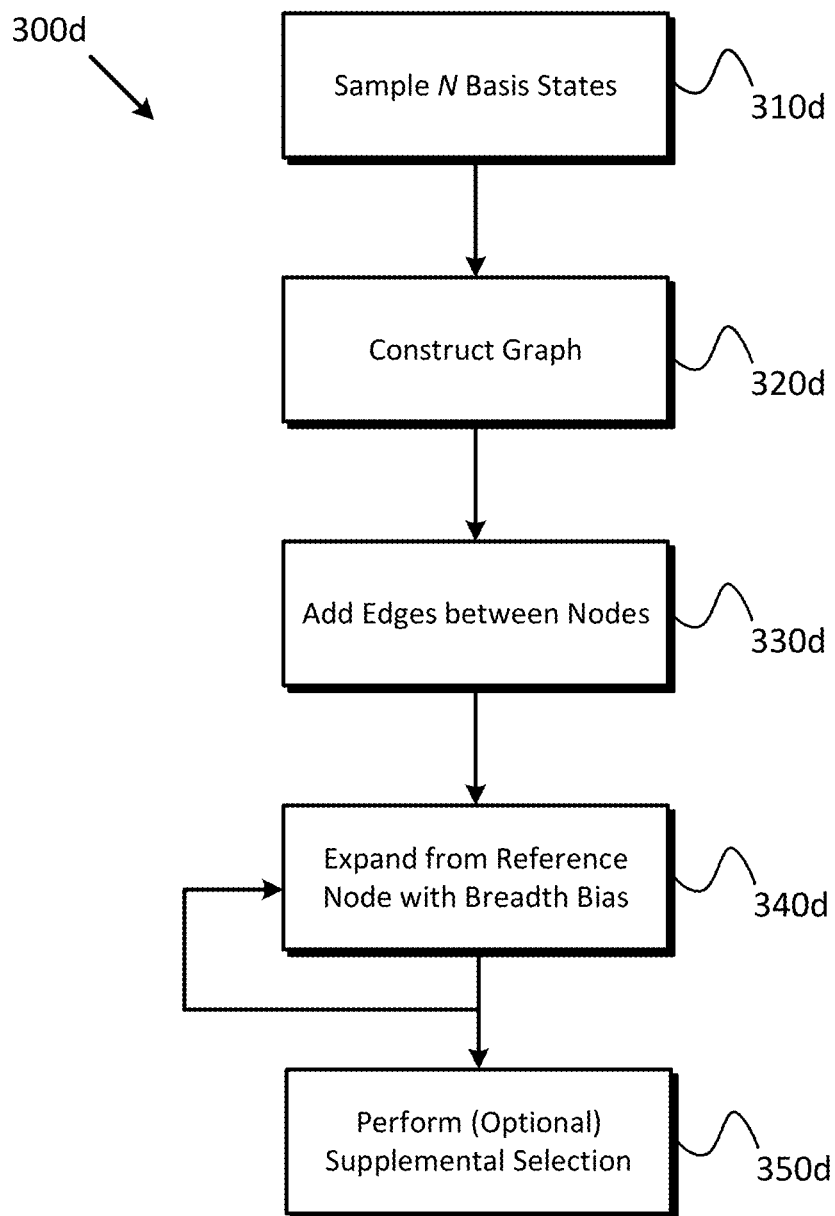 300d
Sample N Basis States
310d
Construct Graph
320d
Add Edges between Nodes
330d
Expand from Reference
Node with Breadth Bias
340d
Perform (Optional)
Supplemental Selection
350d